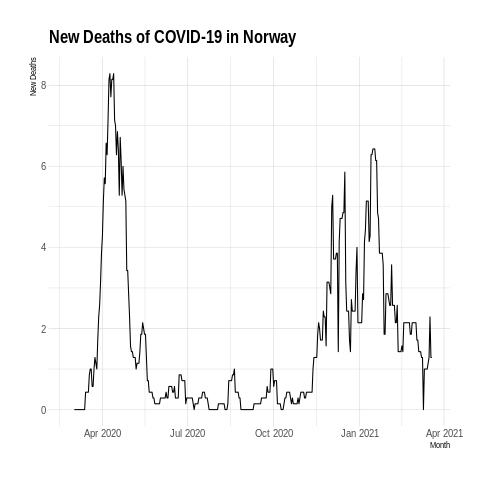 New Deaths of COVID-19 in Norway
New Deaths
8
6
4
2
0
Apr 2020
Jul 2020
Oct 2020
Jan 2021
Apr 2021
Month